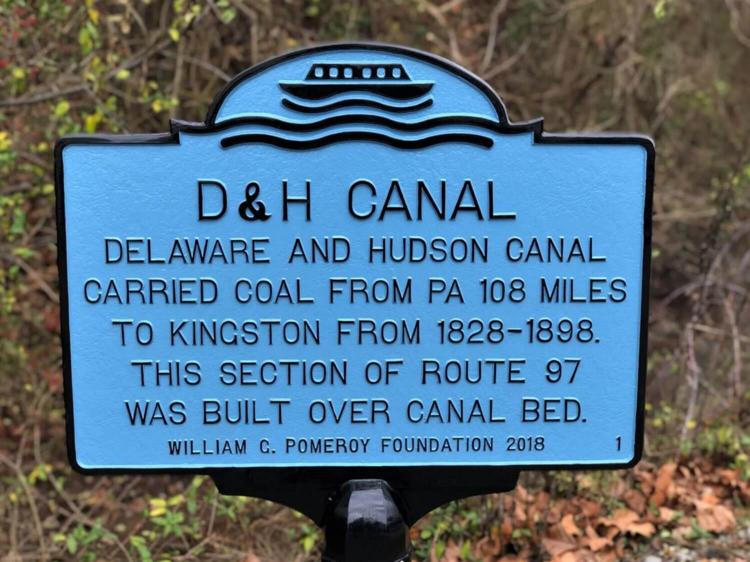 D&H CANAL
DELAWARE AND HUDSON CANAL
CARRIED COAL FROM PA 108 MILES
TO KINGSTON FROM 1828-1898.
THIS SECTION OF ROUTE 97
WAS BUILT OVER CANAL BED.
WILLIAM G. POMEROY FOUNDATION 2018 1